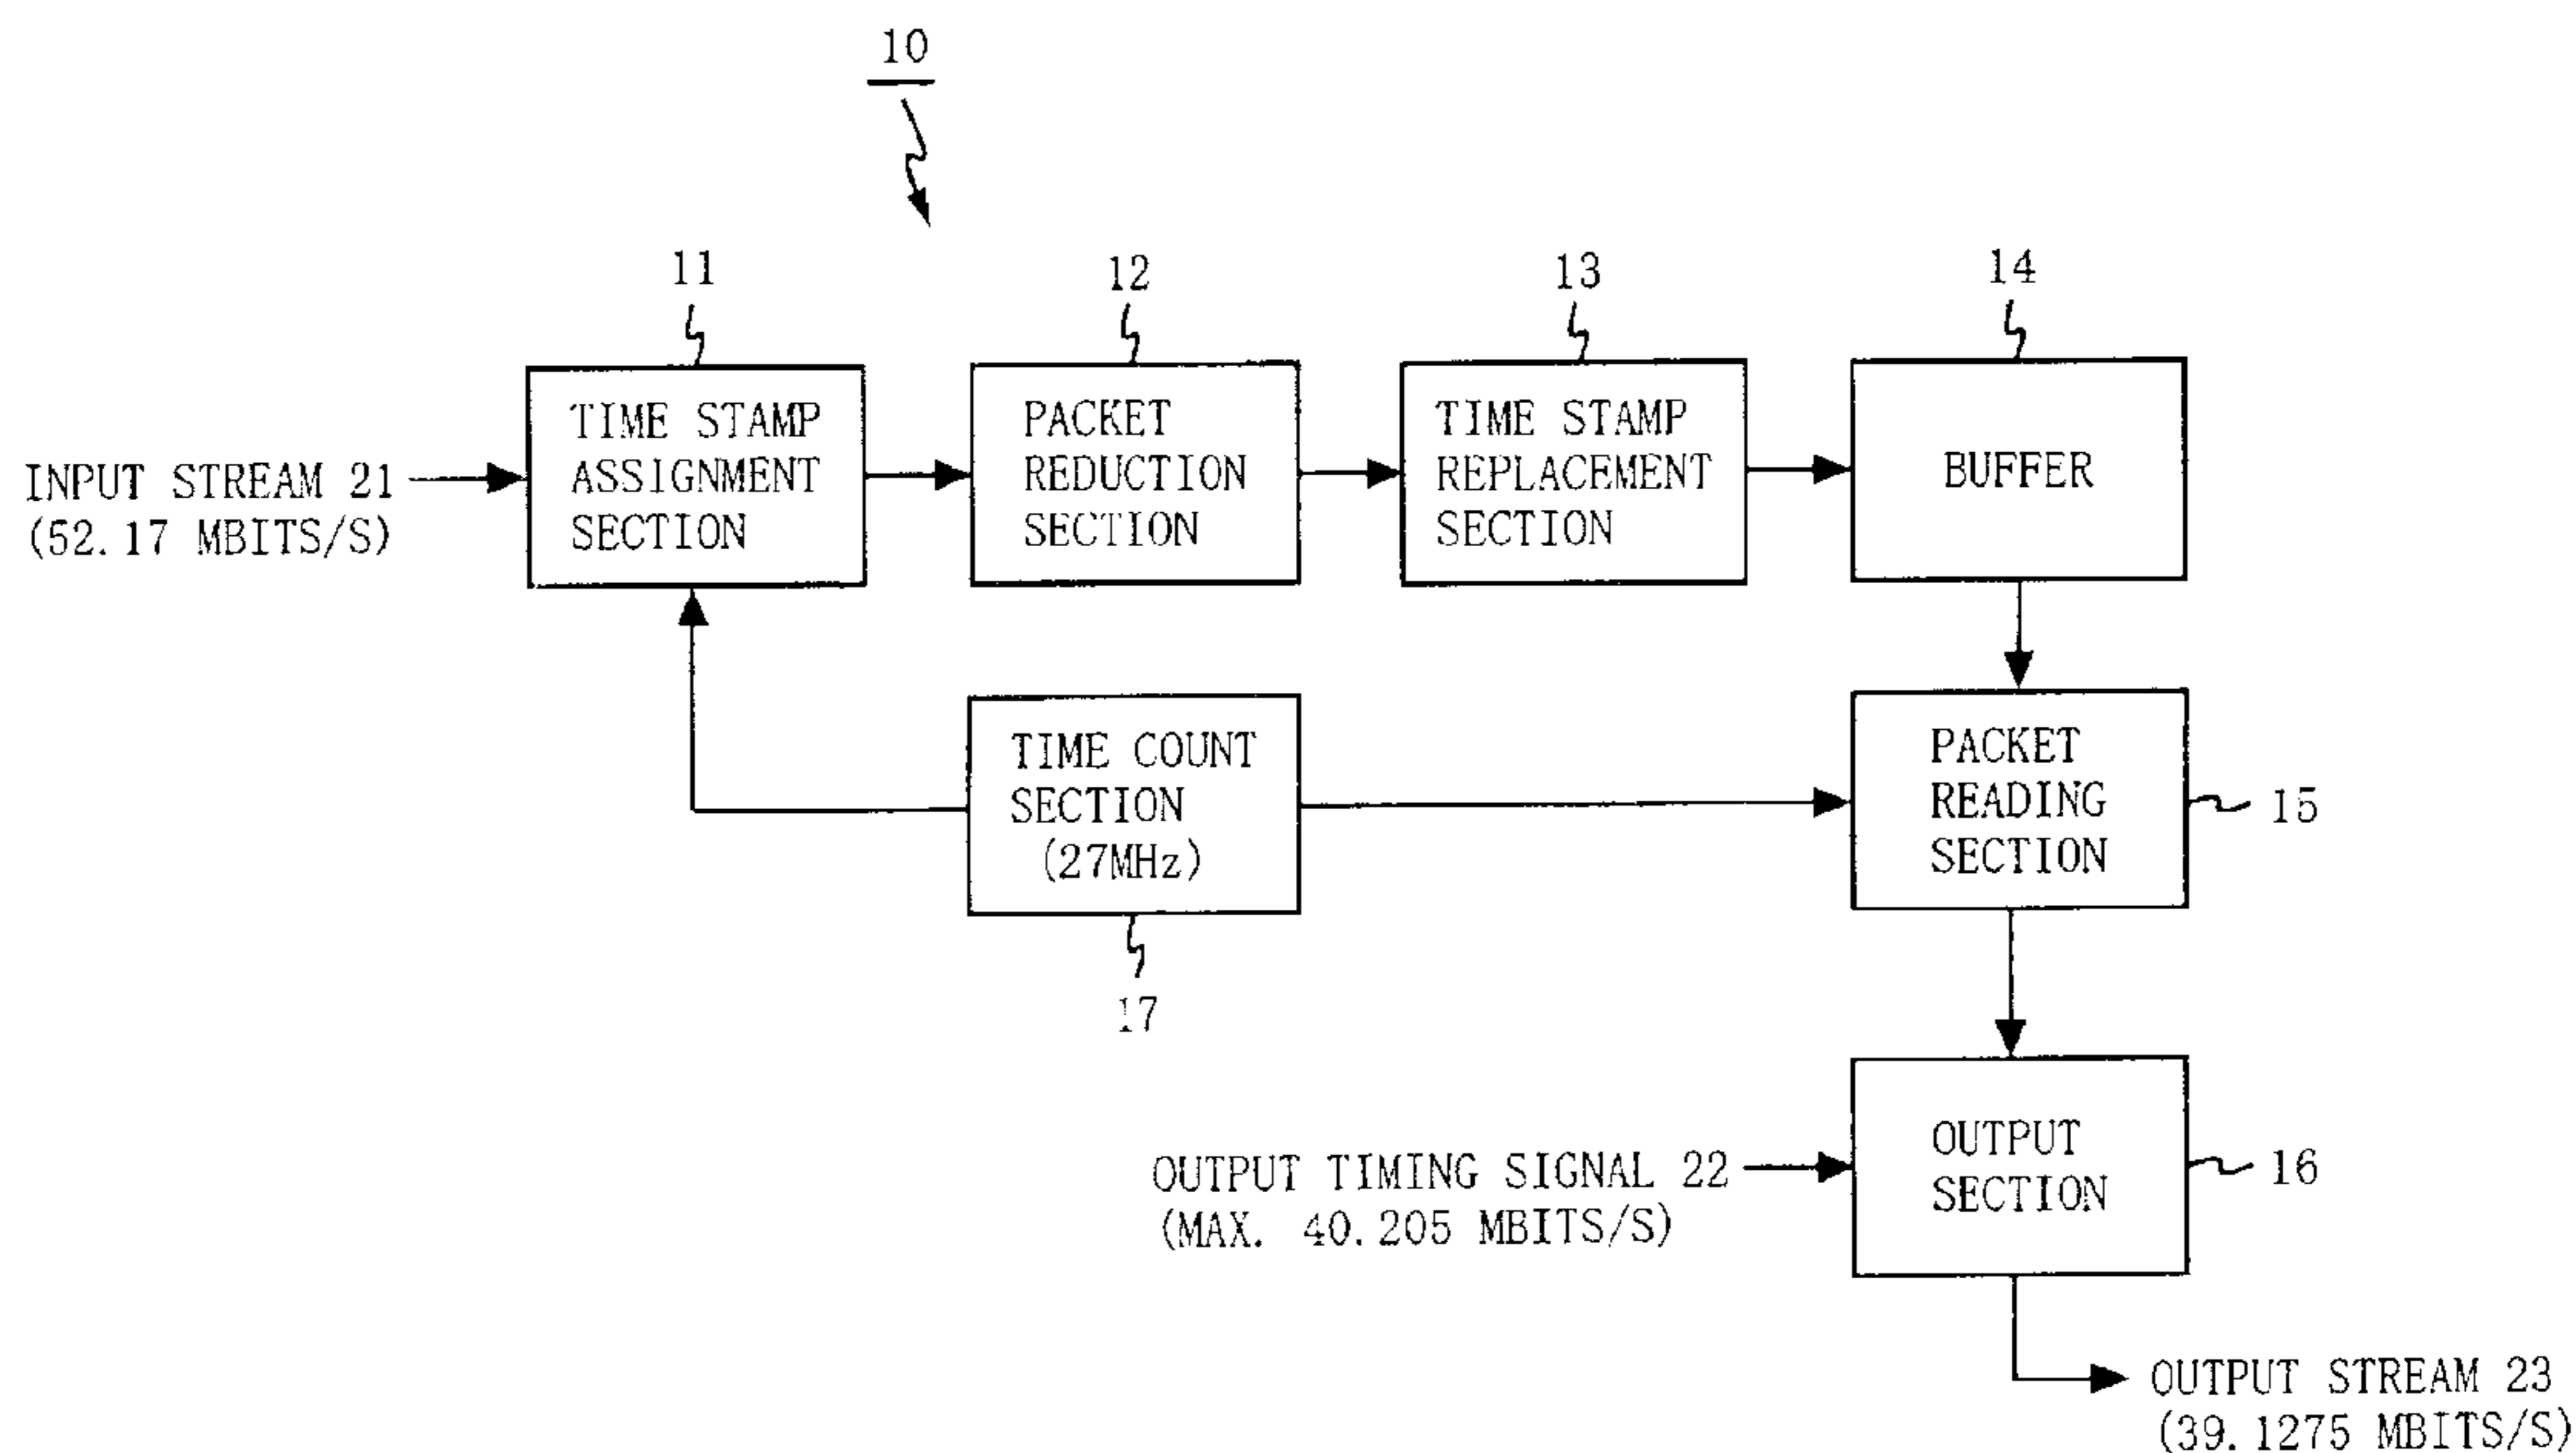 10
11
12
13
14
TIME STAMP
ASSIGNMENT
SECTION
PACKET
REDUCTION
SECTION
TIME STAMP
REPLACEMENT
SECTION
BUFFER
INPUT STREAM 21
(52.17 MBITS/S)
TIME COUNT
SECTION
(27MHz)
17
PACKET
READING
SECTION
15
OUTPUT TIMING SIGNAL 22
(MAX. 40.205 MBITS/S)
OUTPUT
SECTION
16
OUTPUT STREAM 23
(39.1275 MBITS/S)